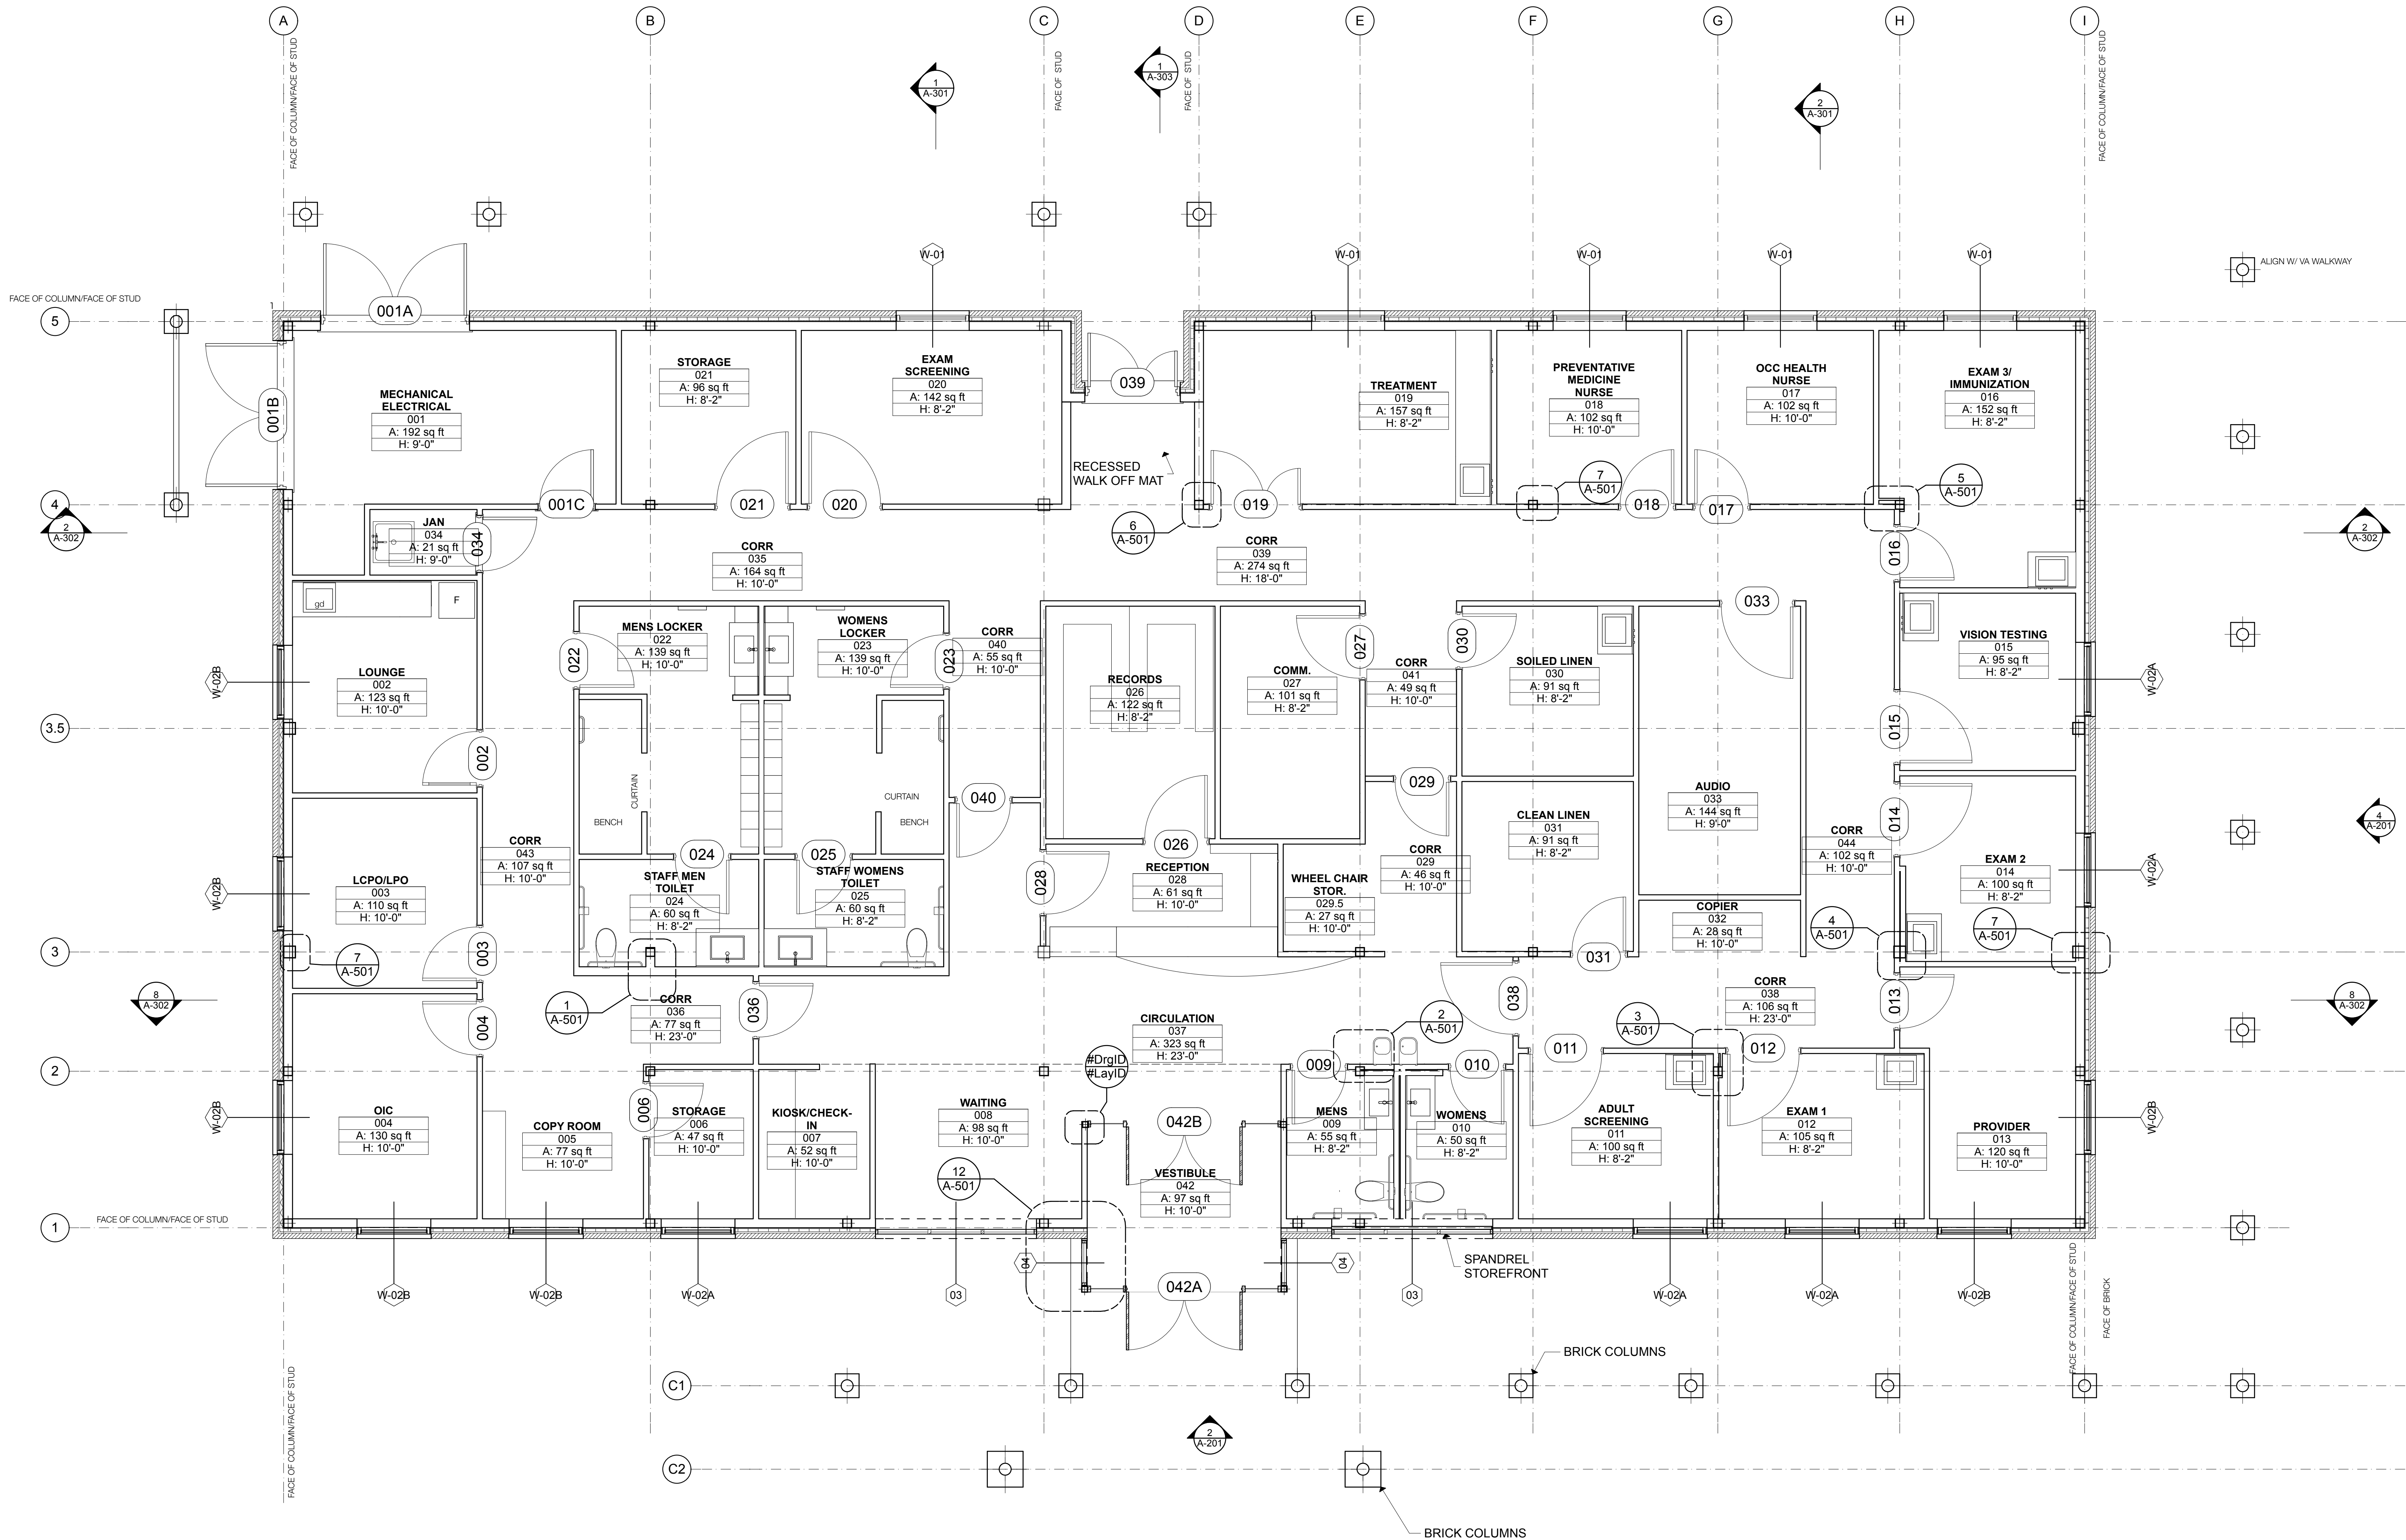 A
B
C
D
E
F
G
H
I
FACE OF COLUMN/FACE OF STUD
FACE OF STUD
FACE OF STUD
FACE OF COLUMN/FACE OF STUD
1
A-301
1
A-303
2
A-301
W-01
W-01
W-01
W-01
W-01
ALIGN W/ VA WALKWAY
FACE OF COLUMN/FACE OF STUD
1
5
001A
001B
MECHANICAL
ELECTRICAL
001
A: 192 sq ft
H: 9'-0"
STORAGE
021
A: 96 sq ft
H: 8'-2"
EXAM
SCREENING
020
A: 142 sq ft
H: 8'-2"
039
TREATMENT
019
A: 157 sq ft
H: 8'-2"
PREVENTATIVE
MEDICINE
NURSE
018
A: 102 sq ft
H: 10'-0"
OCC HEALTH
NURSE
017
A: 102 sq ft
H: 10'-0"
EXAM 3/
IMMUNIZATION
016
A: 152 sq ft
H: 8'-2"
RECESSED
WALK OFF MAT
4
2
A-302
001C
021
020
019
018
017
6
A-501
7
A-501
5
A-501
2
A-302
JAN
034
A: 21 sq ft
H: 9'-0"
034
CORR
035
A: 164 sq ft
H: 10'-0"
CORR
039
A: 274 sq ft
H: 18'-0"
016
gd
F
033
MENS LOCKER
022
A: 139 sq ft
H: 10'-0"
WOMENS
LOCKER
023
A: 139 sq ft
H: 10'-0"
CORR
040
A: 55 sq ft
H: 10'-0"
022
023
027
030
W-02B
LOUNGE
002
A: 123 sq ft
H: 10'-0"
RECORDS
026
A: 122 sq ft
H: 8'-2"
COMM.
027
A: 101 sq ft
H: 8'-2"
CORR
041
A: 49 sq ft
H: 10'-0"
SOILED LINEN
030
A: 91 sq ft
H: 8'-2"
VISION TESTING
015
A: 95 sq ft
H: 8'-2"
W-02A
3.5
002
015
CURTAIN
BENCH
CURTAIN
BENCH
040
029
AUDIO
033
A: 144 sq ft
H: 9'-0"
014
4
A-201
CORR
043
A: 107 sq ft
H: 10'-0"
024
025
026
CLEAN LINEN
031
A: 91 sq ft
H: 8'-2"
CORR
044
A: 102 sq ft
H: 10'-0"
W-02B
LCPO/LPO
003
A: 110 sq ft
H: 10'-0"
STAFF MEN
TOILET
024
A: 60 sq ft
H: 8'-2"
STAFF WOMENS
TOILET
025
A: 60 sq ft
H: 8'-2"
028
RECEPTION
028
A: 61 sq ft
H: 10'-0"
WHEEL CHAIR
STOR.
029.5
A: 27 sq ft
H: 10'-0"
CORR
029
A: 46 sq ft
H: 10'-0"
EXAM 2
014
A: 100 sq ft
H: 8'-2"
W-02A
COPIER
032
A: 28 sq ft
H: 10'-0"
4
A-501
7
A-501
3
7
A-501
003
031
8
A-302
1
A-501
CORR
036
A: 77 sq ft
H: 23'-0"
036
004
CIRCULATION
037
A: 323 sq ft
H: 23'-0"
038
2
A-501
3
A-501
CORR
038
A: 106 sq ft
H: 23'-0"
013
8
A-302
2
#DrgID
#LayID
009
010
011
012
W-02B
OIC
004
A: 130 sq ft
H: 10'-0"
COPY ROOM
005
A: 77 sq ft
H: 10'-0"
006
STORAGE
006
A: 47 sq ft
H: 10'-0"
KIOSK/CHECK-
IN
007
A: 52 sq ft
H: 10'-0"
WAITING
008
A: 98 sq ft
H: 10'-0"
042B
VESTIBULE
042
A: 97 sq ft
H: 10'-0"
MENS
009
A: 55 sq ft
H: 8'-2"
WOMENS
010
A: 50 sq ft
H: 8'-2"
ADULT
SCREENING
011
A: 100 sq ft
H: 8'-2"
EXAM 1
012
A: 105 sq ft
H: 8'-2"
PROVIDER
013
A: 120 sq ft
H: 10'-0"
W-02B
12
A-501
1
FACE OF COLUMN/FACE OF STUD
04
04
SPANDREL
STOREFRONT
W-02B
W-02B
W-02A
03
042A
03
W-02A
W-02A
W-02B
FACE OF COLUMN/FACE OF STUD
FACE OF BRICK
FACE OF COLUMN/FACE OF STUD
BRICK COLUMNS
C1
2
A-201
C2
BRICK COLUMNS